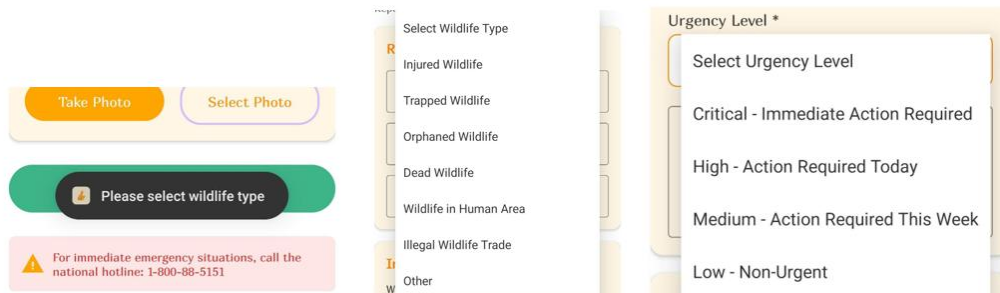 Take Photo
Select Photo
Please select wildlife type
For immediate emergency situations, call the
national hotline: 1-800-88-5151
Select Wildlife Type
Injured Wildlife
Trapped Wildlife
Orphaned Wildlife
Dead Wildlife
Wildlife in Human Area
Illegal Wildlife Trade
Other
Urgency Level *
Select Urgency Level
Critical - Immediate Action Required
High - Action Required Today
Medium - Action Required This Week
Low - Non-Urgent